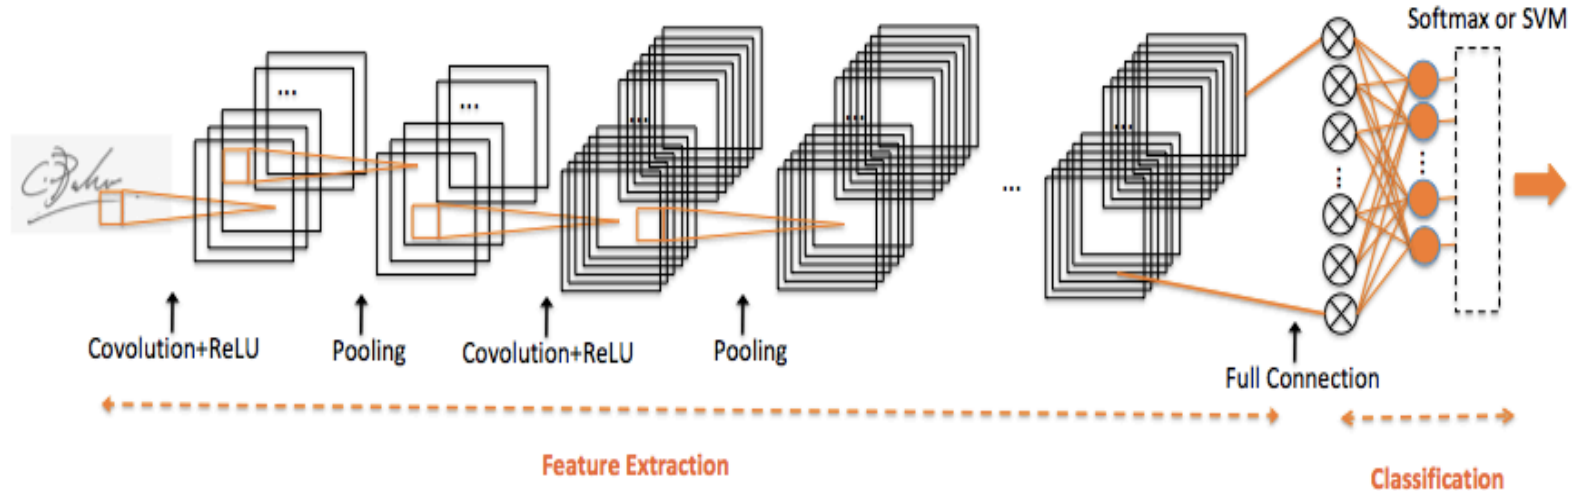 Softmax or SVM
...
...
...
...
...
...
Covolution+ReLU
Pooling
Covolution+ReLU
Pooling
Full Connection
Feature Extraction
Classification